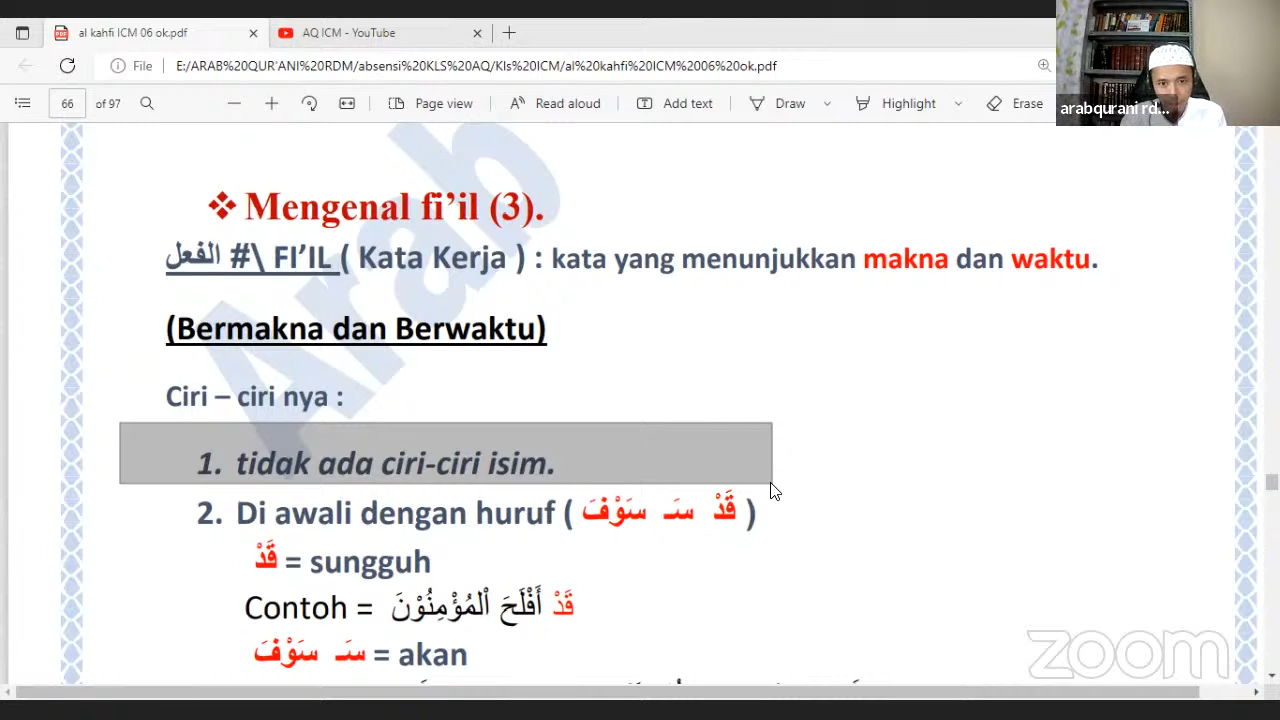 al kahfi ICM 06 ok.pdf
AQ ICM - YouTube
File
E:/ARAB%20QUR'ANI%20RDM/absensi%20KLS%20ICM%20AQ/Kls%20ICM/al%20kahfi%20ICM%2006%20ok.pdf
arabqurani rd...
66 of 97
Page view
Read aloud
Add text
Draw
Highlight
Erase
Arab
❖ Mengenal fi’il (3).
الفعل #\ FI’IL ( Kata Kerja ) : kata yang menunjukkan makna dan waktu.
(Bermakna dan Berwaktu)
Ciri – ciri nya :
1. tidak ada ciri-ciri isim.
2. Di awali dengan huruf ( قَدْ سَـ سَوْفَ )
قَدْ = sungguh
Contoh = قَدْ أَفْلَحَ اْلمُؤْمِنُوْنَ
سَـ سَوْفَ = akan
zoom